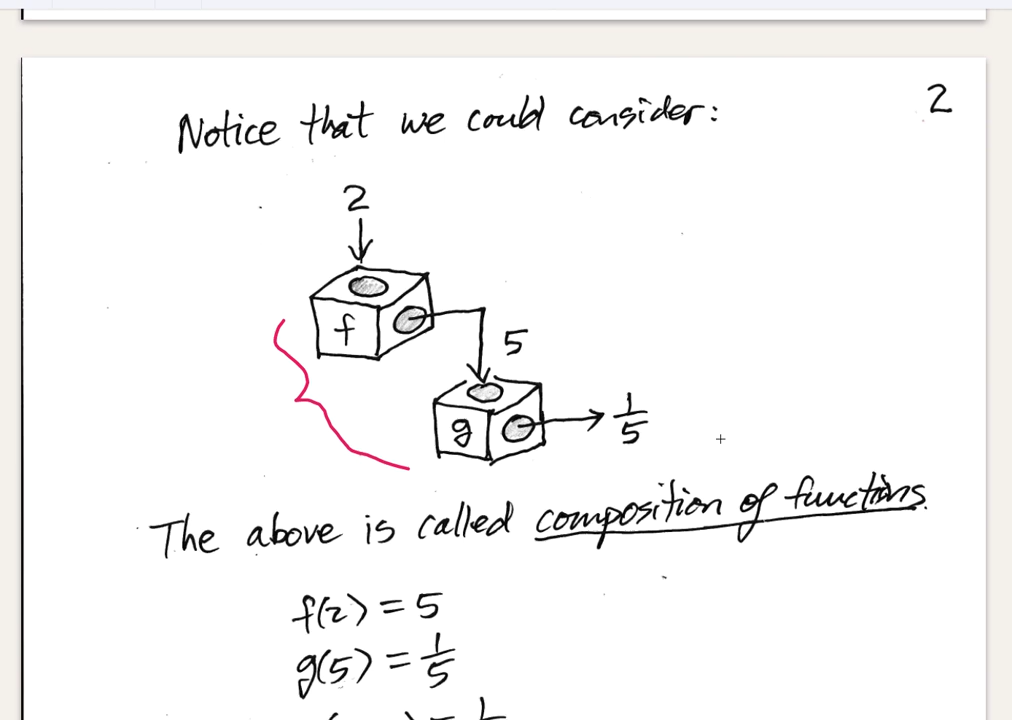 2
Notice that we could consider:
2
f
5
g
1/5
The above is called composition of functions.
f(2) = 5
g(5) = 1/5